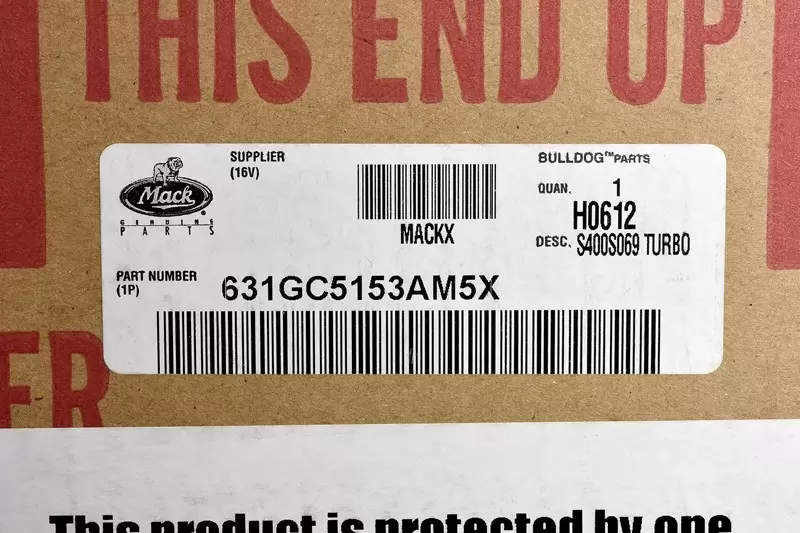 THIS END UP
SUPPLIER
(16V)
MACKX
BULLDOG™PARTS
QUAN. 1
H0612
DESC. S400S069 TURBO
Mack®
GENUINE
PARTS
PART NUMBER
(1P)
631GC5153AM5X
ER
This product is protected by one